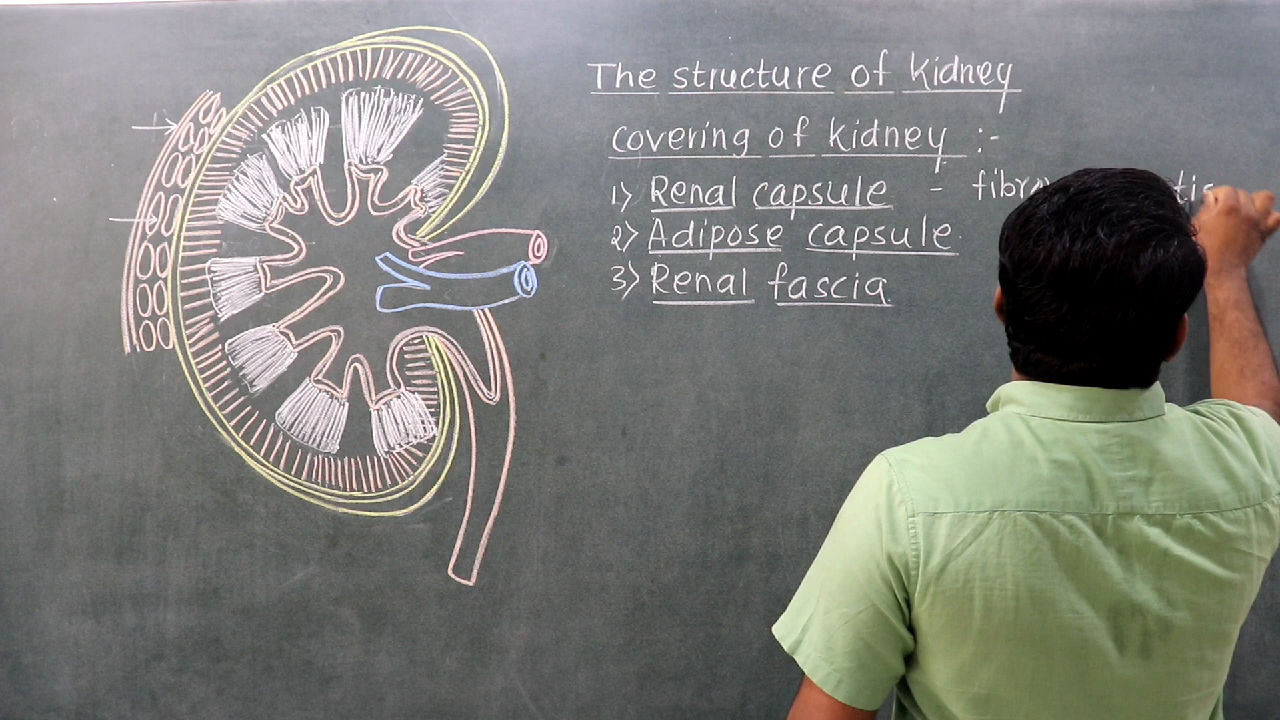 The structure of Kidney
covering of kidney :-
1) Renal capsule -
2) Adipose capsule.
3) Renal fascia